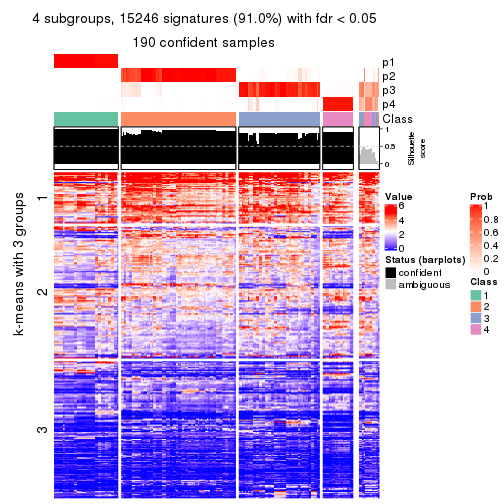 4 subgroups, 15246 signatures (91.0%) with fdr < 0.05
190 confident samples
p1
p2
p3
p4
Class
1
0.5
0
Silhouette
score
k-means with 3 groups
1
2
3
Value
6
4
2
0
Status (barplots)
confident
ambiguous
Prob
1
0.8
0.6
0.4
0.2
0
Class
1
2
3
4